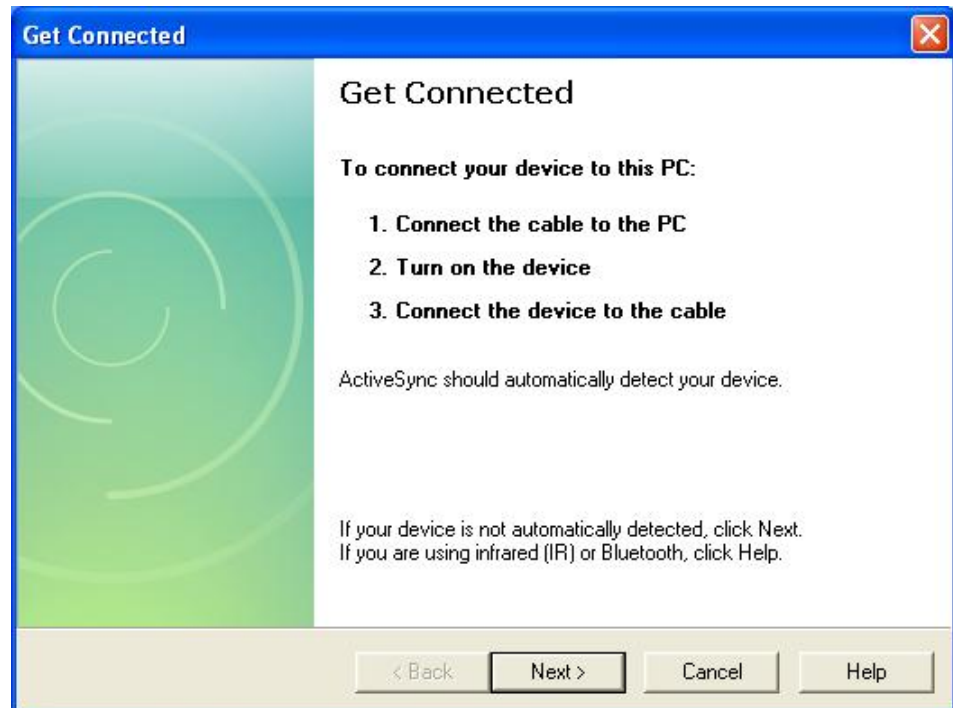 Get Connected
Get Connected
To connect your device to this PC:
1. Connect the cable to the PC
2. Turn on the device
3. Connect the device to the cable
ActiveSync should automatically detect your device.
If your device is not automatically detected, click Next.
If you are using infrared (IR) or Bluetooth, click Help.
< Back Next > Cancel Help